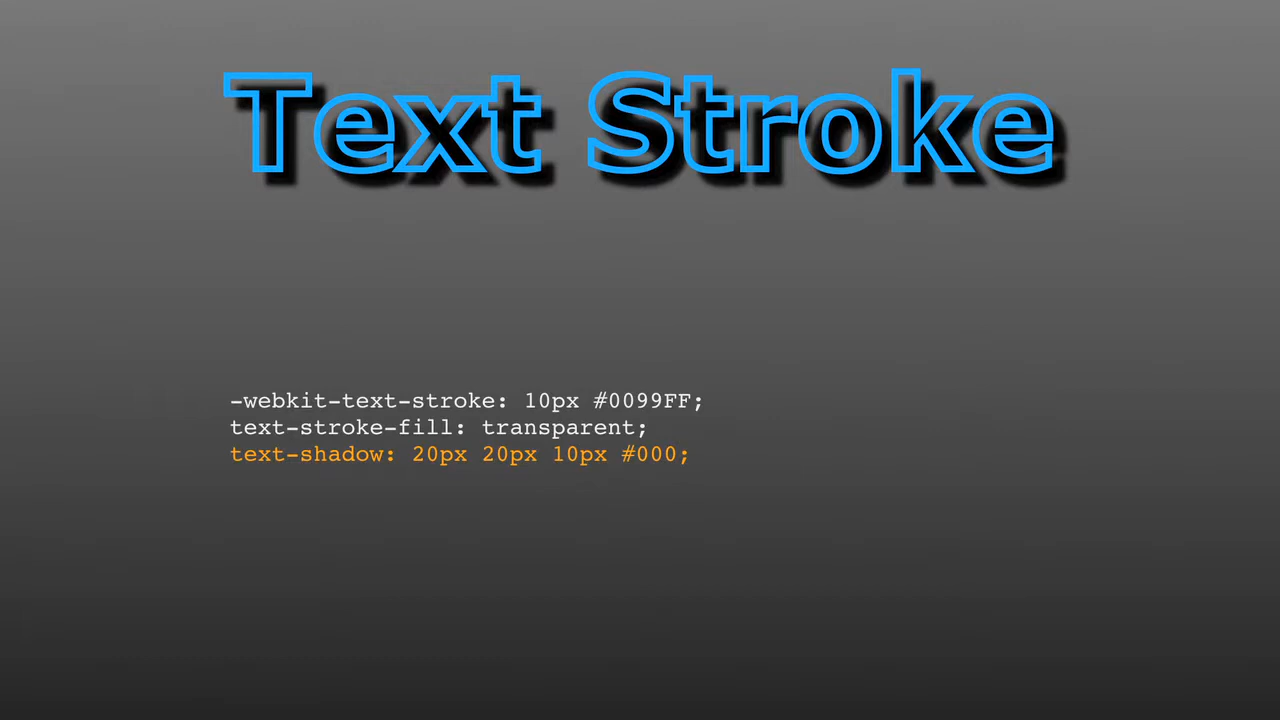 Text Stroke
-webkit-text-stroke: 10px #0099FF;
text-stroke-fill: transparent;
text-shadow: 20px 20px 10px #000;